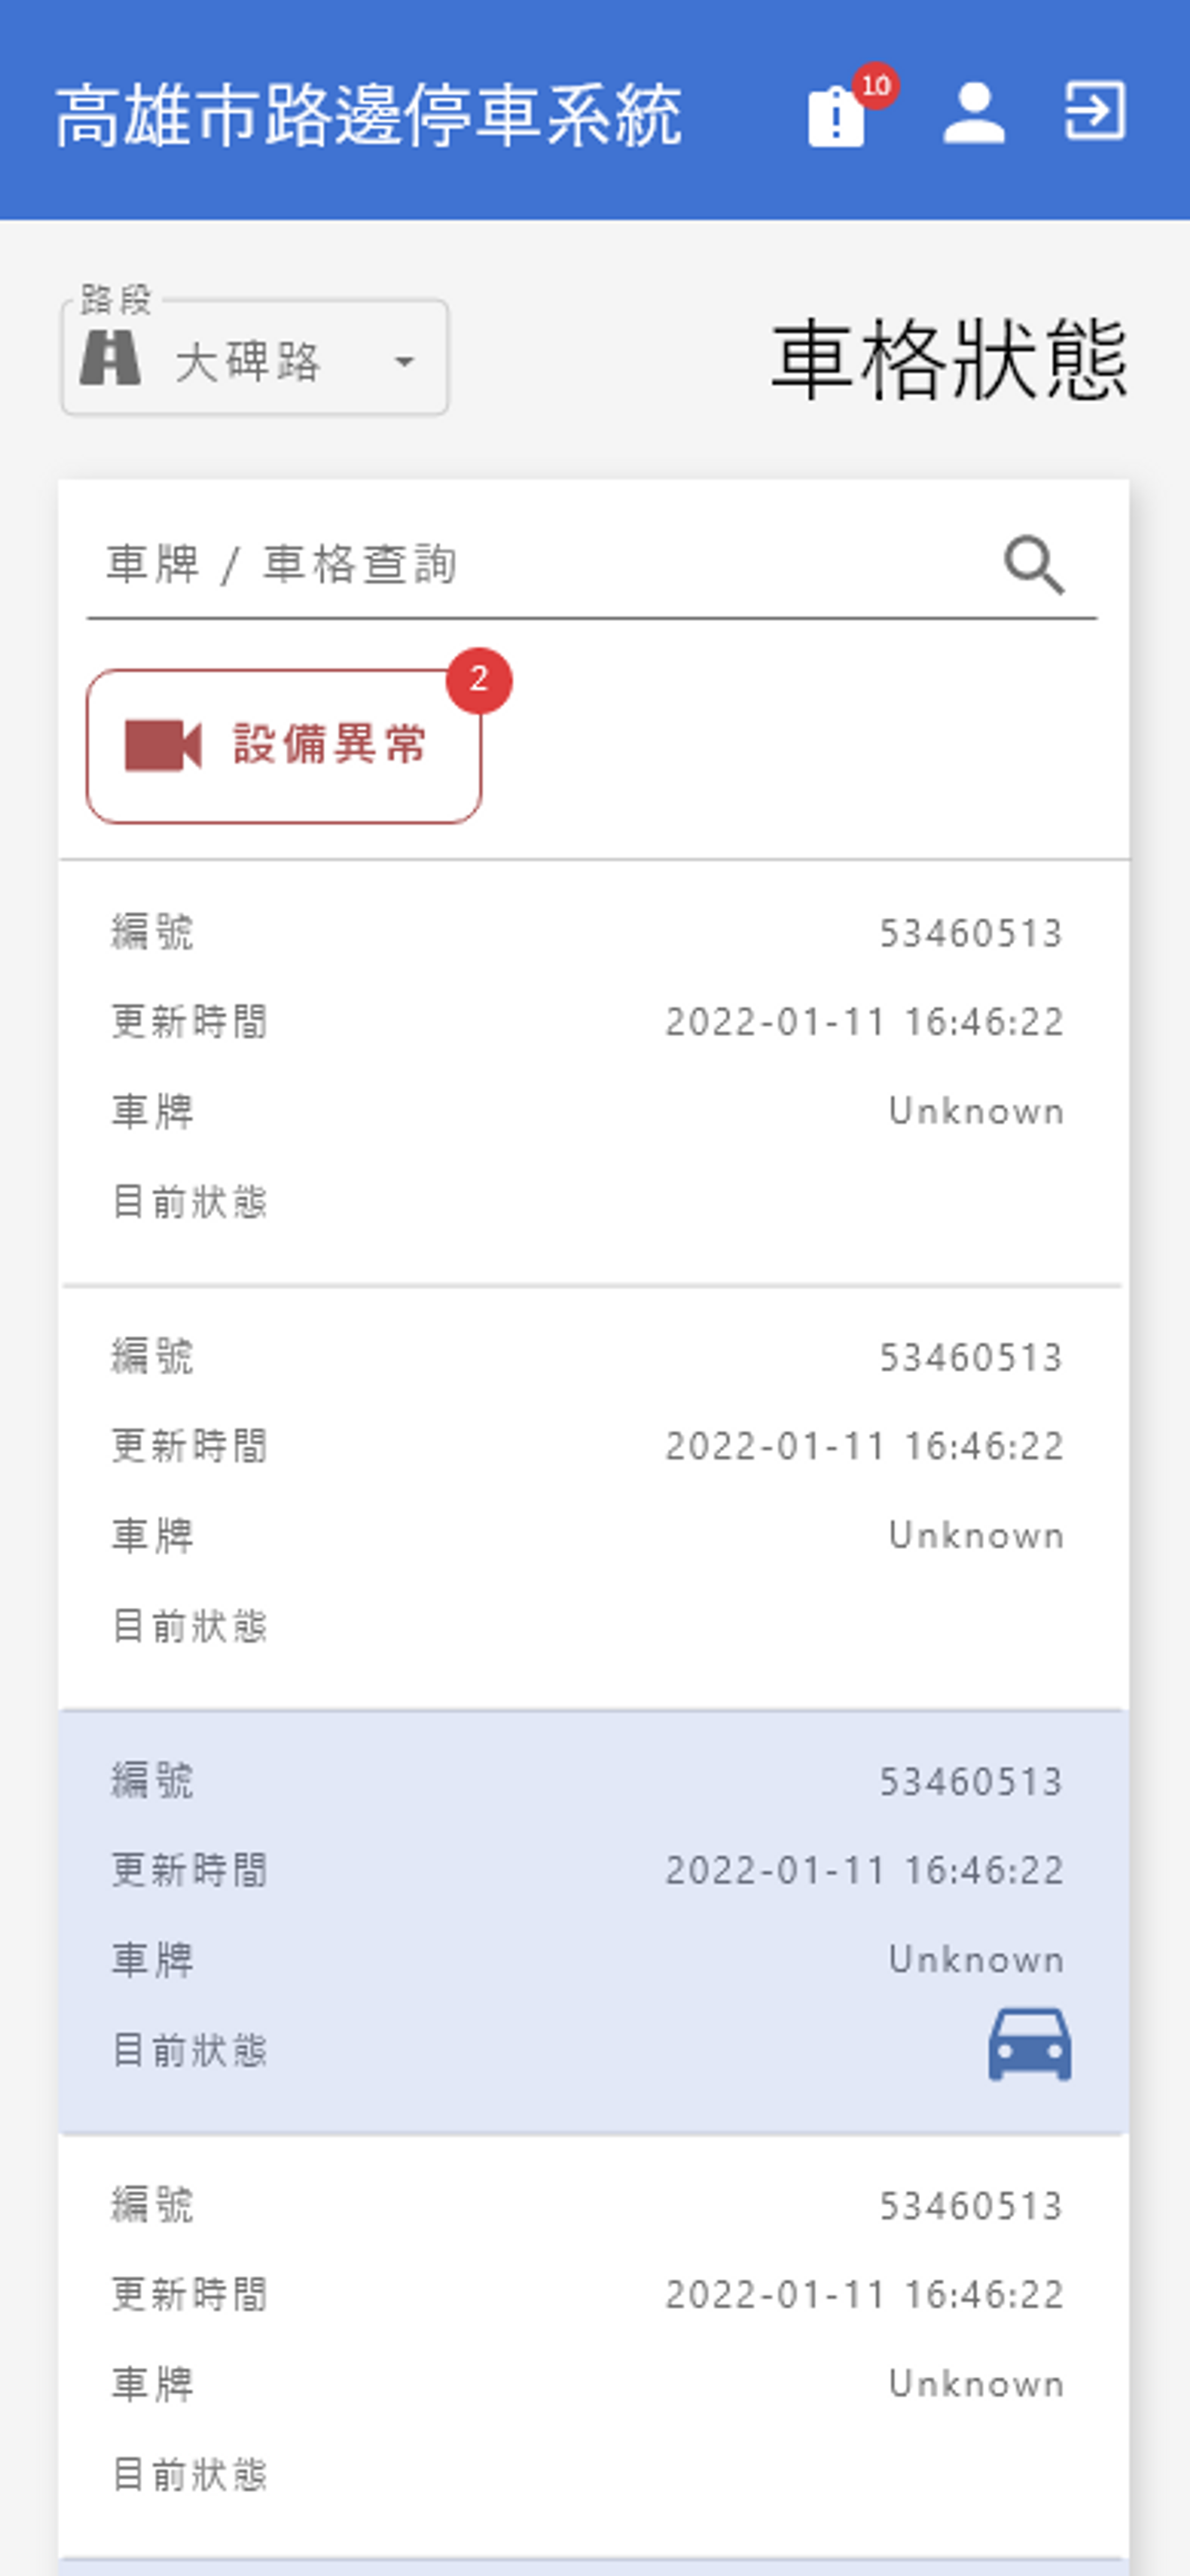 高雄市路邊停車系統
10
路段
大碑路
車格狀態
車牌 / 車格查詢
設備異常
2
編號 53460513
更新時間 2022-01-11 16:46:22
車牌 Unknown
目前狀態
編號 53460513
更新時間 2022-01-11 16:46:22
車牌 Unknown
目前狀態
編號 53460513
更新時間 2022-01-11 16:46:22
車牌 Unknown
目前狀態
編號 53460513
更新時間 2022-01-11 16:46:22
車牌 Unknown
目前狀態